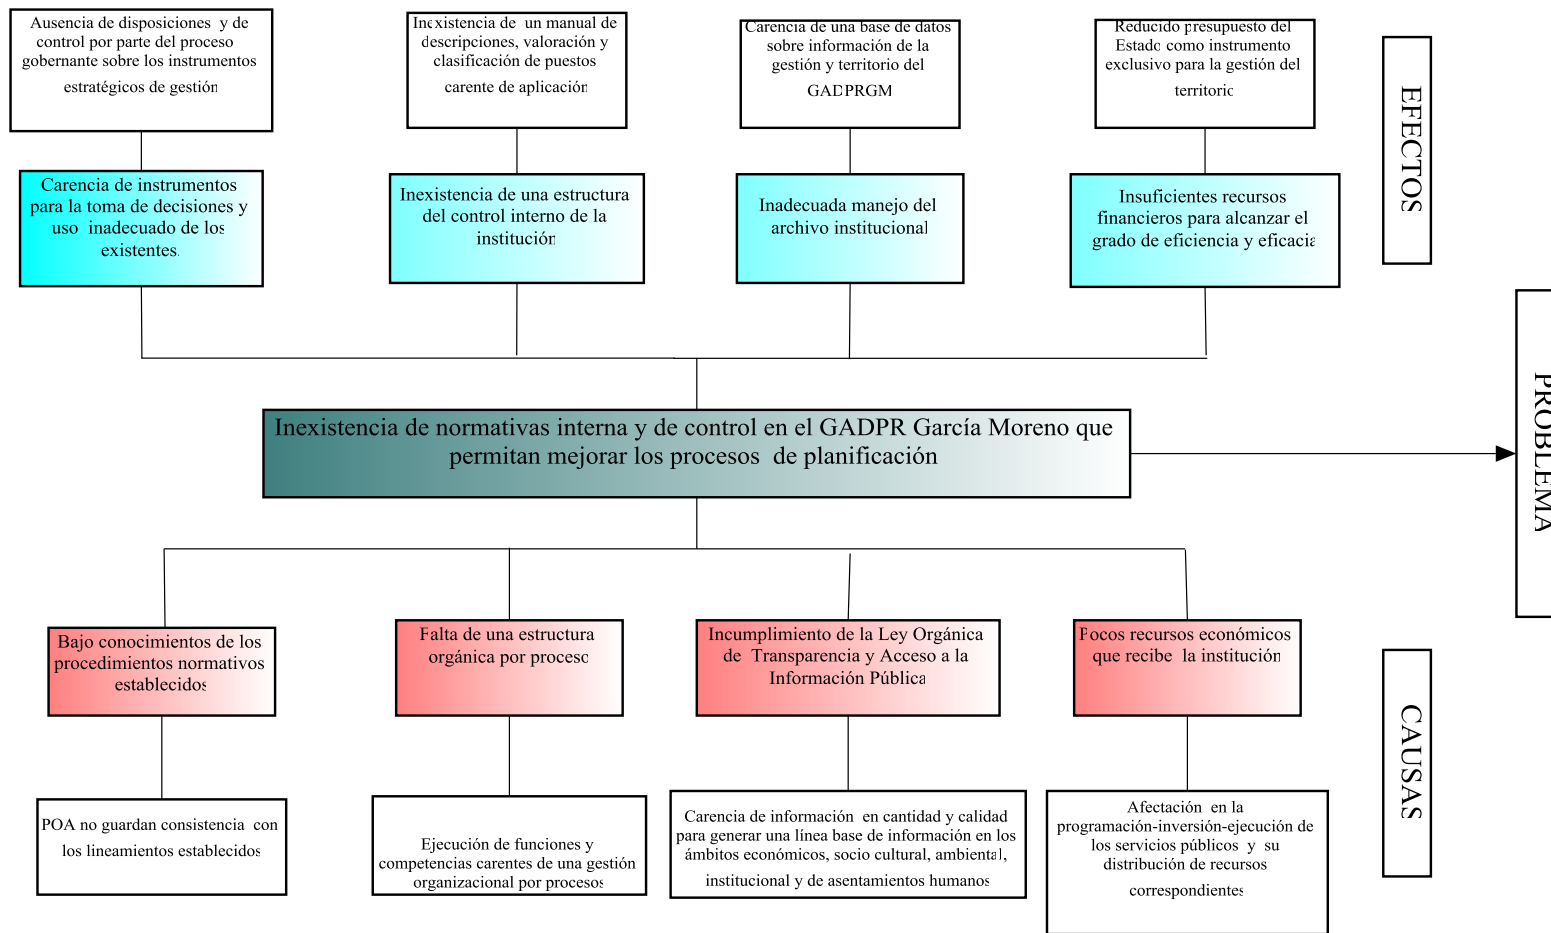 Ausencia de disposiciones y de
control por parte del proceso
gobernante sobre los instrumentos
estratégicos de gestión
Inexistencia de un manual de
descripciones, valoración y
clasificación de puestos
carente de aplicación
Carencia de una base de datos
sobre información de la
gestión y territorio del
GADPRGM
Reducido presupuesto del
Estado como instrumento
exclusivo para la gestión del
territorio
EFECTOS
Carencia de instrumentos
para la toma de decisiones y
uso inadecuado de los
existentes.
Inexistencia de una estructura
del control interno de la
institución
Inadecuada manejo del
archivo institucional
Insuficientes recursos
financieros para alcanzar el
grado de eficiencia y eficacia
Inexistencia de normativas interna y de control en el GADPR García Moreno que
permitan mejorar los procesos de planificación
PROBLEMA
Bajo conocimientos de los
procedimientos normativos
establecidos
Falta de una estructura
orgánica por proceso
Incumplimiento de la Ley Orgánica
de Transparencia y Acceso a la
Información Pública
Pocos recursos económicos
que recibe la institución
CAUSAS
POA no guardan consistencia con
los lineamientos establecidos
Ejecución de funciones y
competencias carentes de una gestión
organizacional por procesos
Carencia de información en cantidad y calidad
para generar una línea base de información en los
ámbitos económicos, socio cultural, ambiental,
institucional y de asentamientos humanos
Afectación en la
programación-inversión-ejecución de
los servicios públicos y su
distribución de recursos
correspondientes